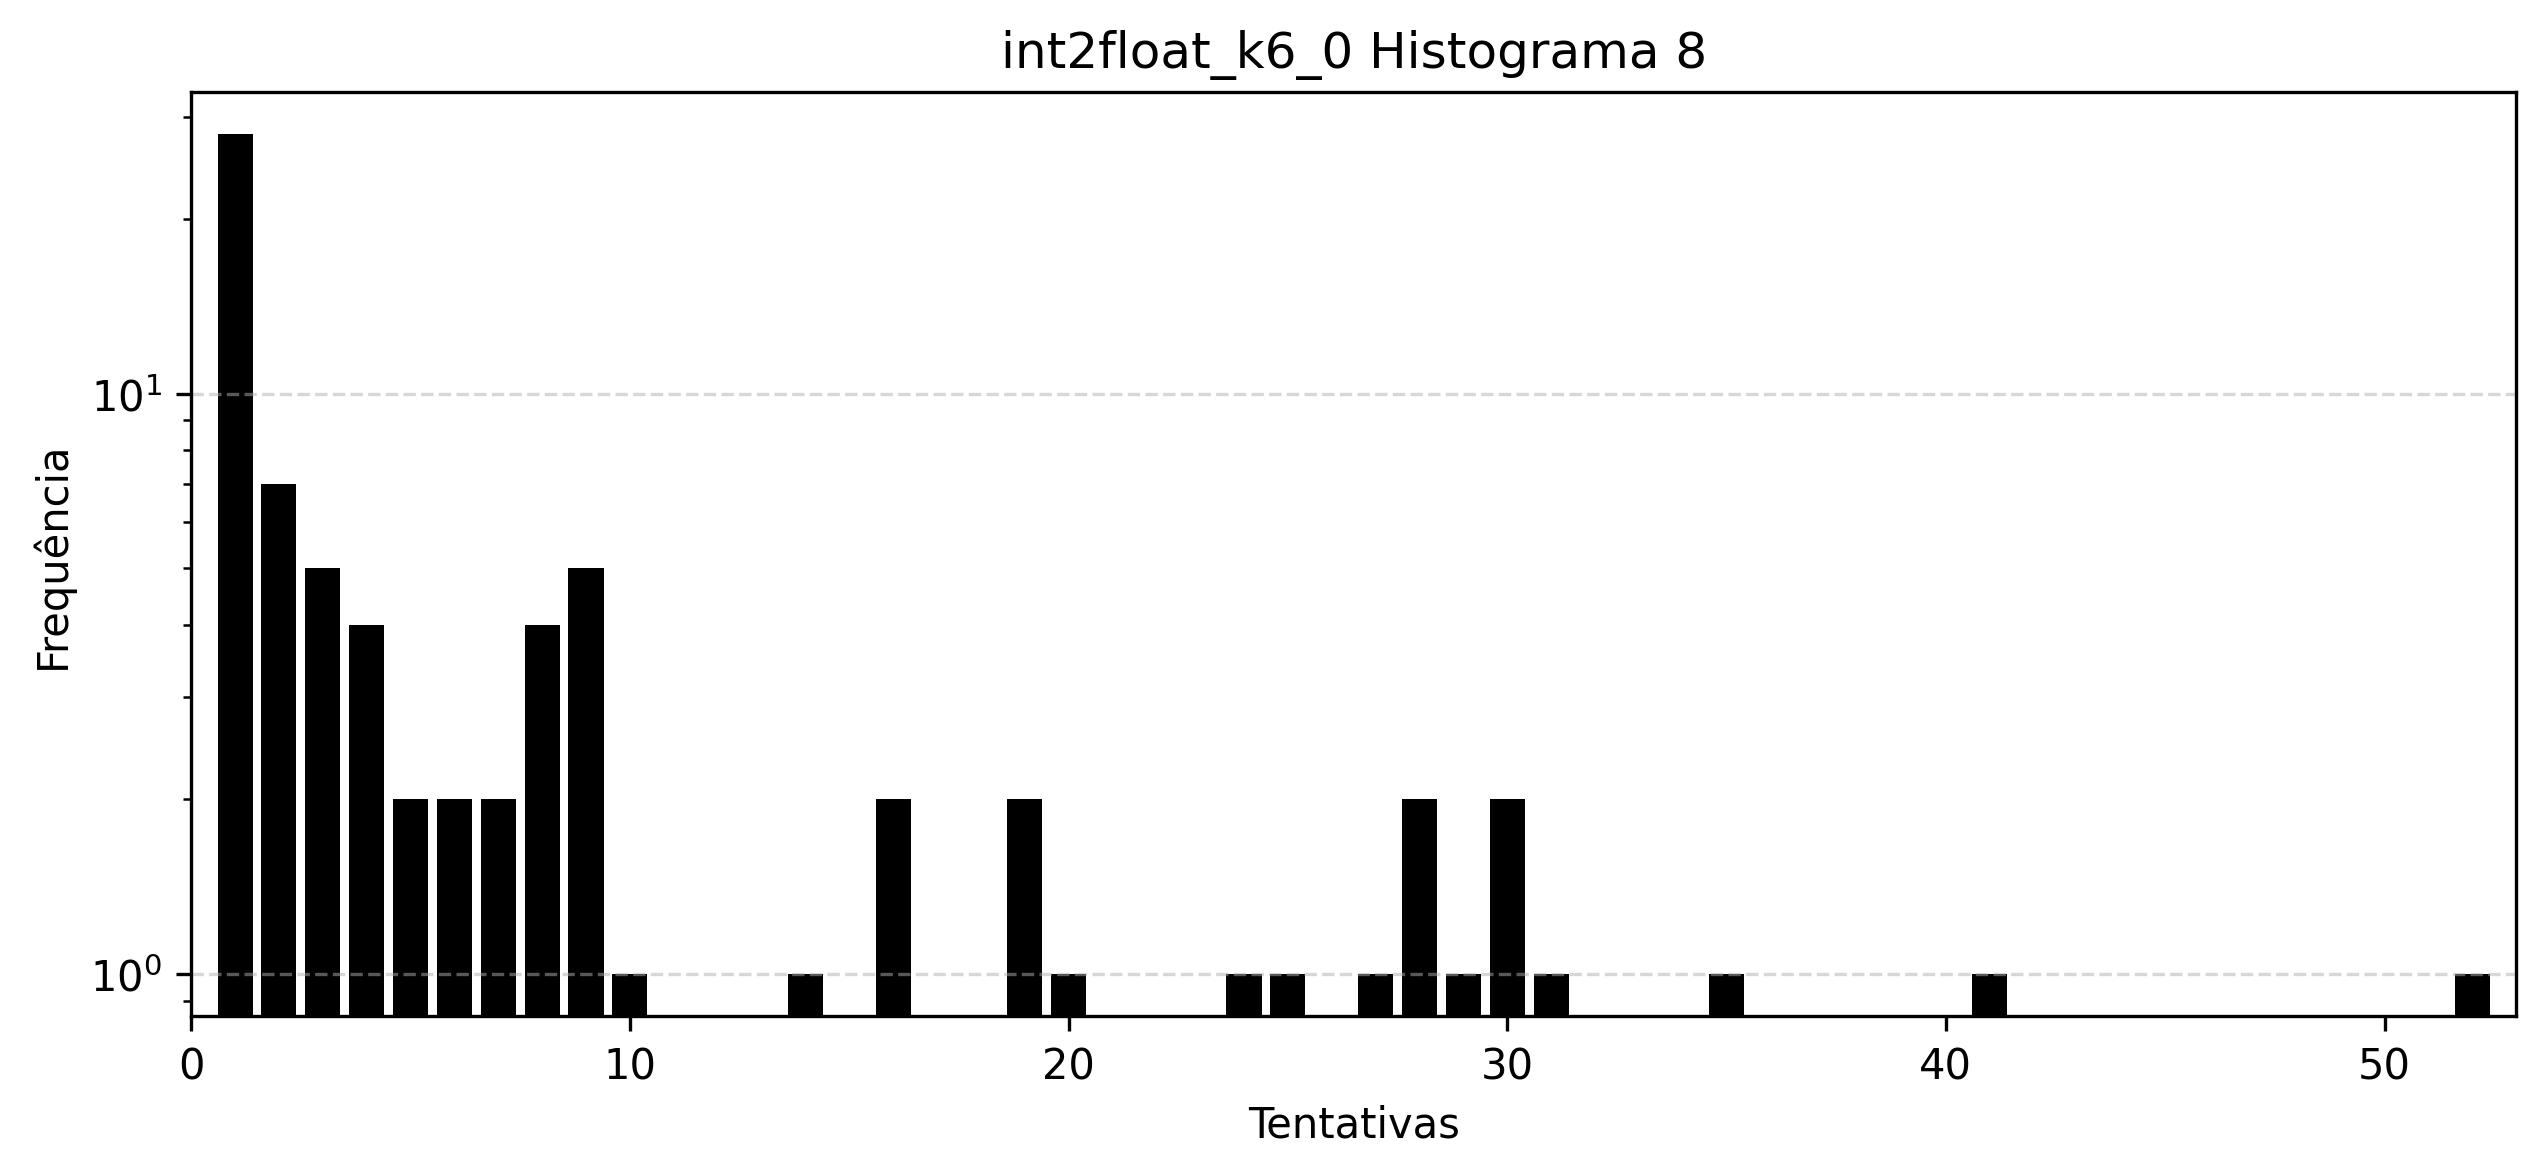 int2float_k6_0 Histograma 8
Frequência
10¹
10⁰
0 10 20 30 40 50
Tentativas